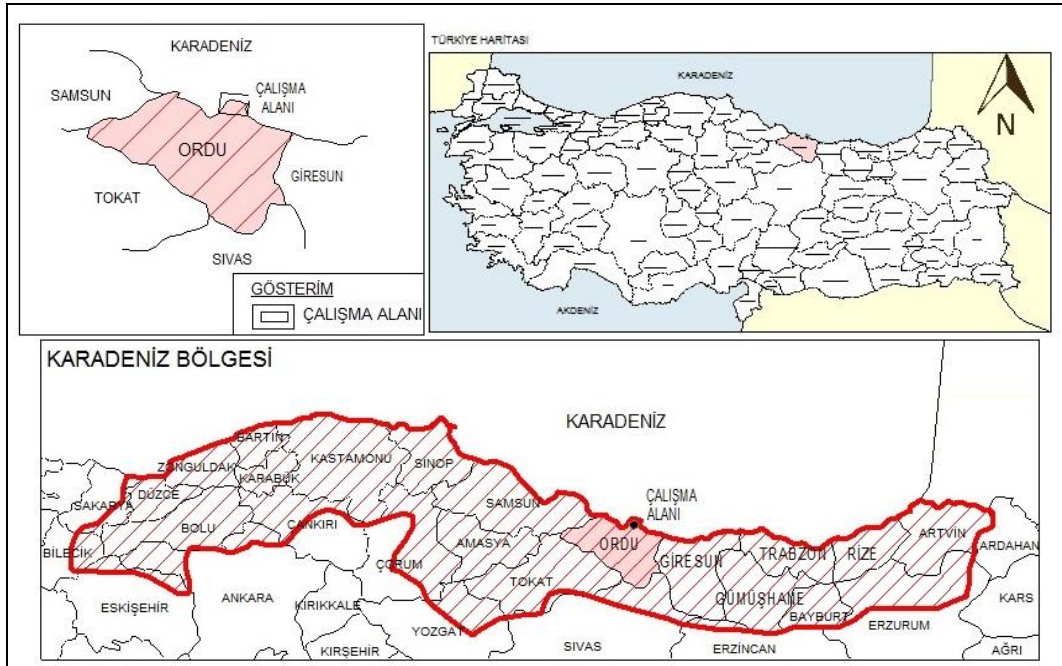 KARADENİZ
SAMSUN
ÇALIŞMA
ALANI
ORDU
GİRESUN
TOKAT
SIVAS
GÖSTERİM
ÇALIŞMA ALANI
TÜRKİYE HARİTASI
KARADENİZ
N
AKDENİZ
KARADENİZ BÖLGESİ
KARADENİZ
BARTIN
ZONGULDAK
KASTAMONU
SİNOP
KARABÜK
DÜZCE
SAKARYA
SAMSUN
ÇALIŞMA
ALANI
BOLU
ÇANKIRI
ARTVİN
BİLECİK
AMASYA
ORDU
TRABZON
RİZE
ARDAHAN
ÇORUM
GİRESUN
TOKAT
GÜMÜŞHANE
KARS
ESKİŞEHİR
ANKARA
KIRIKKALE
BAYBURT
YOZGAT
ERZURUM
KIRŞEHİR
SIVAS
ERZİNCAN
AĞRI